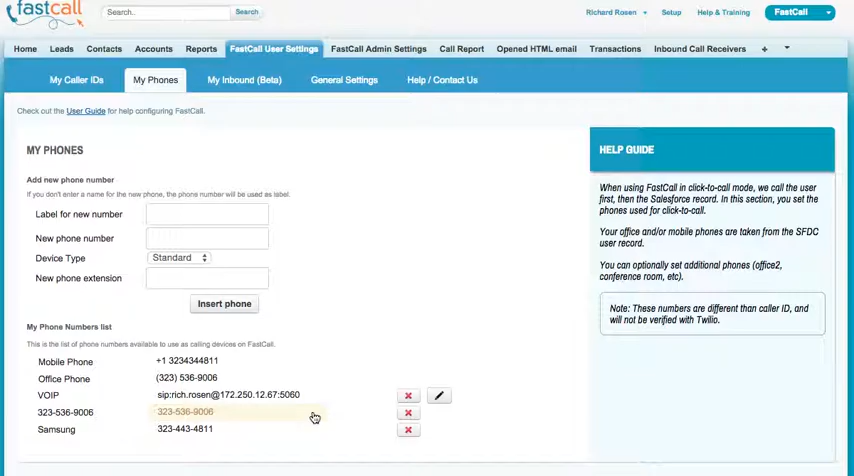 fastcall
Search..
Search
Richard Rosen
Setup
Help & Training
FastCall
Home Leads Contacts Accounts Reports FastCall User Settings FastCall Admin Settings Call Report Opened HTML email Transactions Inbound Call Receivers +
My Caller IDs My Phones My Inbound (Beta) General Settings Help / Contact Us
Check out the User Guide for help configuring FastCall.
MY PHONES
Add new phone number
If you don't enter a name for the new phone, the phone number will be used as label.
Label for new number
New phone number
Device Type Standard
New phone extension
Insert phone
My Phone Numbers list
This is the list of phone numbers available to use as calling devices on FastCall.
Mobile Phone +1 3234344811
Office Phone (323) 536-9006
VOIP sip:rich.rosen@172.250.12.67:5060
323-536-9006 323-536-9006
Samsung 323-443-4811
HELP GUIDE
When using FastCall in click-to-call mode, we call the user
first, then the Salesforce record. In this section, you set the
phones used for click-to-call.
Your office and/or mobile phones are taken from the SFDC
user record.
You can optionally set additional phones (office2,
conference room, etc).
Note: These numbers are different than caller ID, and
will not be verified with Twilio.